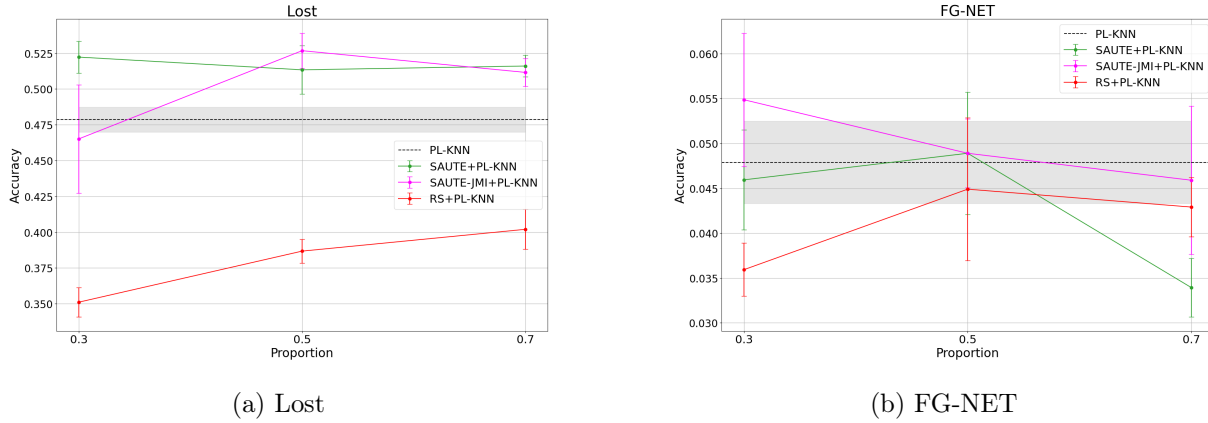 Lost
0.525
0.500
0.475
0.450
0.425
0.400
0.375
0.350
Accuracy
PL-KNN
SAUTE+PL-KNN
SAUTE-JMI+PL-KNN
RS+PL-KNN
0.3
0.5
0.7
Proportion
(a) Lost
FG-NET
0.060
0.055
0.050
0.045
0.040
0.035
0.030
Accuracy
PL-KNN
SAUTE+PL-KNN
SAUTE-JMI+PL-KNN
RS+PL-KNN
0.3
0.5
0.7
Proportion
(b) FG-NET